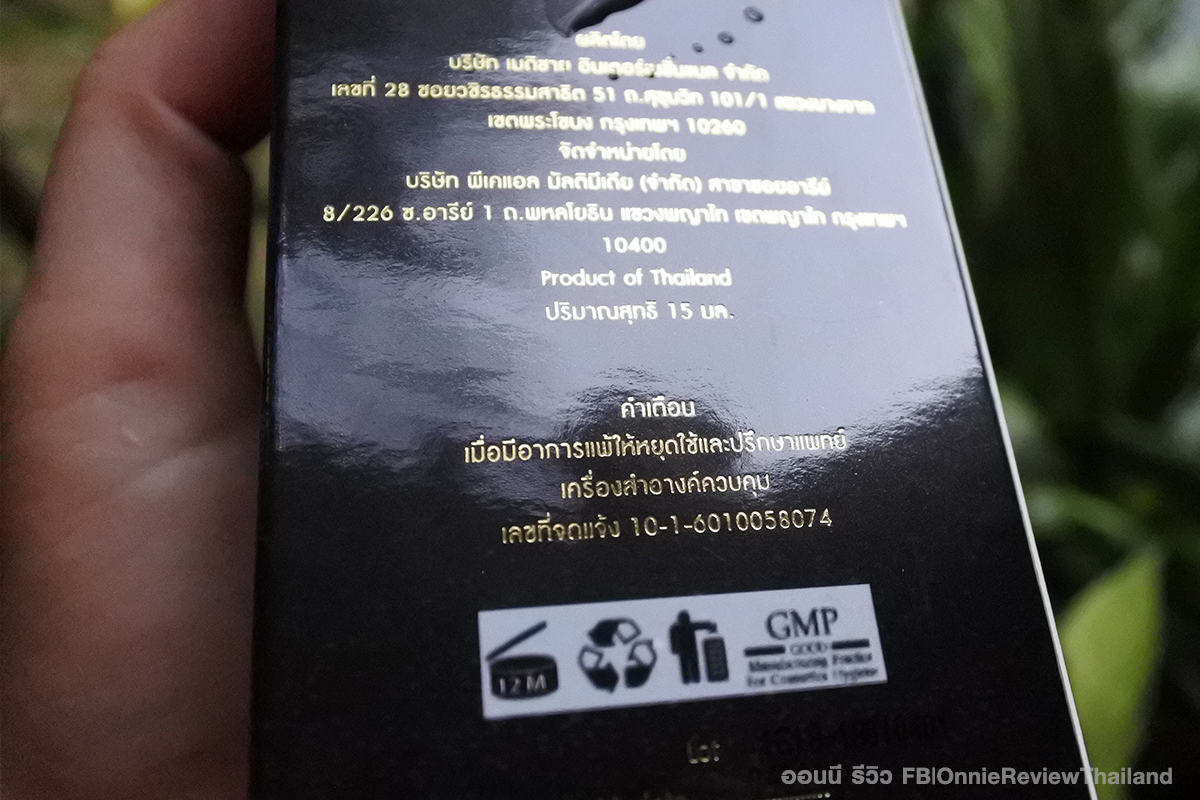 ผลิตโดย
บริษัท เมดิชาย อินเตอร์เนชั่นแนล จำกัด
เลขที่ 28 ซอยวชิรธรรมสาธิต 51 ถ.สุขุมวิท 101/1 แขวงบางจาก
เขตพระโขนง กรุงเทพฯ 10260
จัดจำหน่ายโดย
บริษัท พีเคแอล มัลติมีเดีย (จำกัด) สาขาซอยอารีย์
8/226 ซ.อารีย์ 1 ถ.พหลโยธิน แขวงพญาไท เขตพญาไท กรุงเทพฯ
10400
Product of Thailand
ปริมาณสุทธิ 15 มล.
คำเตือน
เมื่อมีอาการแพ้ให้หยุดใช้และปรึกษาแพทย์
เครื่องสำอางค์ควบคุม
เลขที่จดแจ้ง 10-1-6010058074
12 M
GMP
GOOD
Manufacturing Practice
For Cosmetics Hygiene
Lot
ออนนี่ รีวิว FB|OnnieReviewThailand